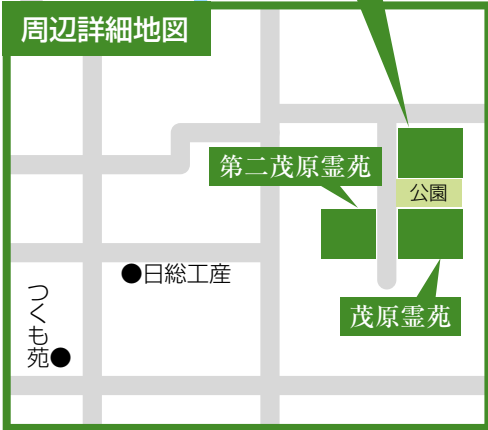 周辺詳細地図
第二茂原霊苑
公園
●日総工産
茂原霊苑
つくも苑●